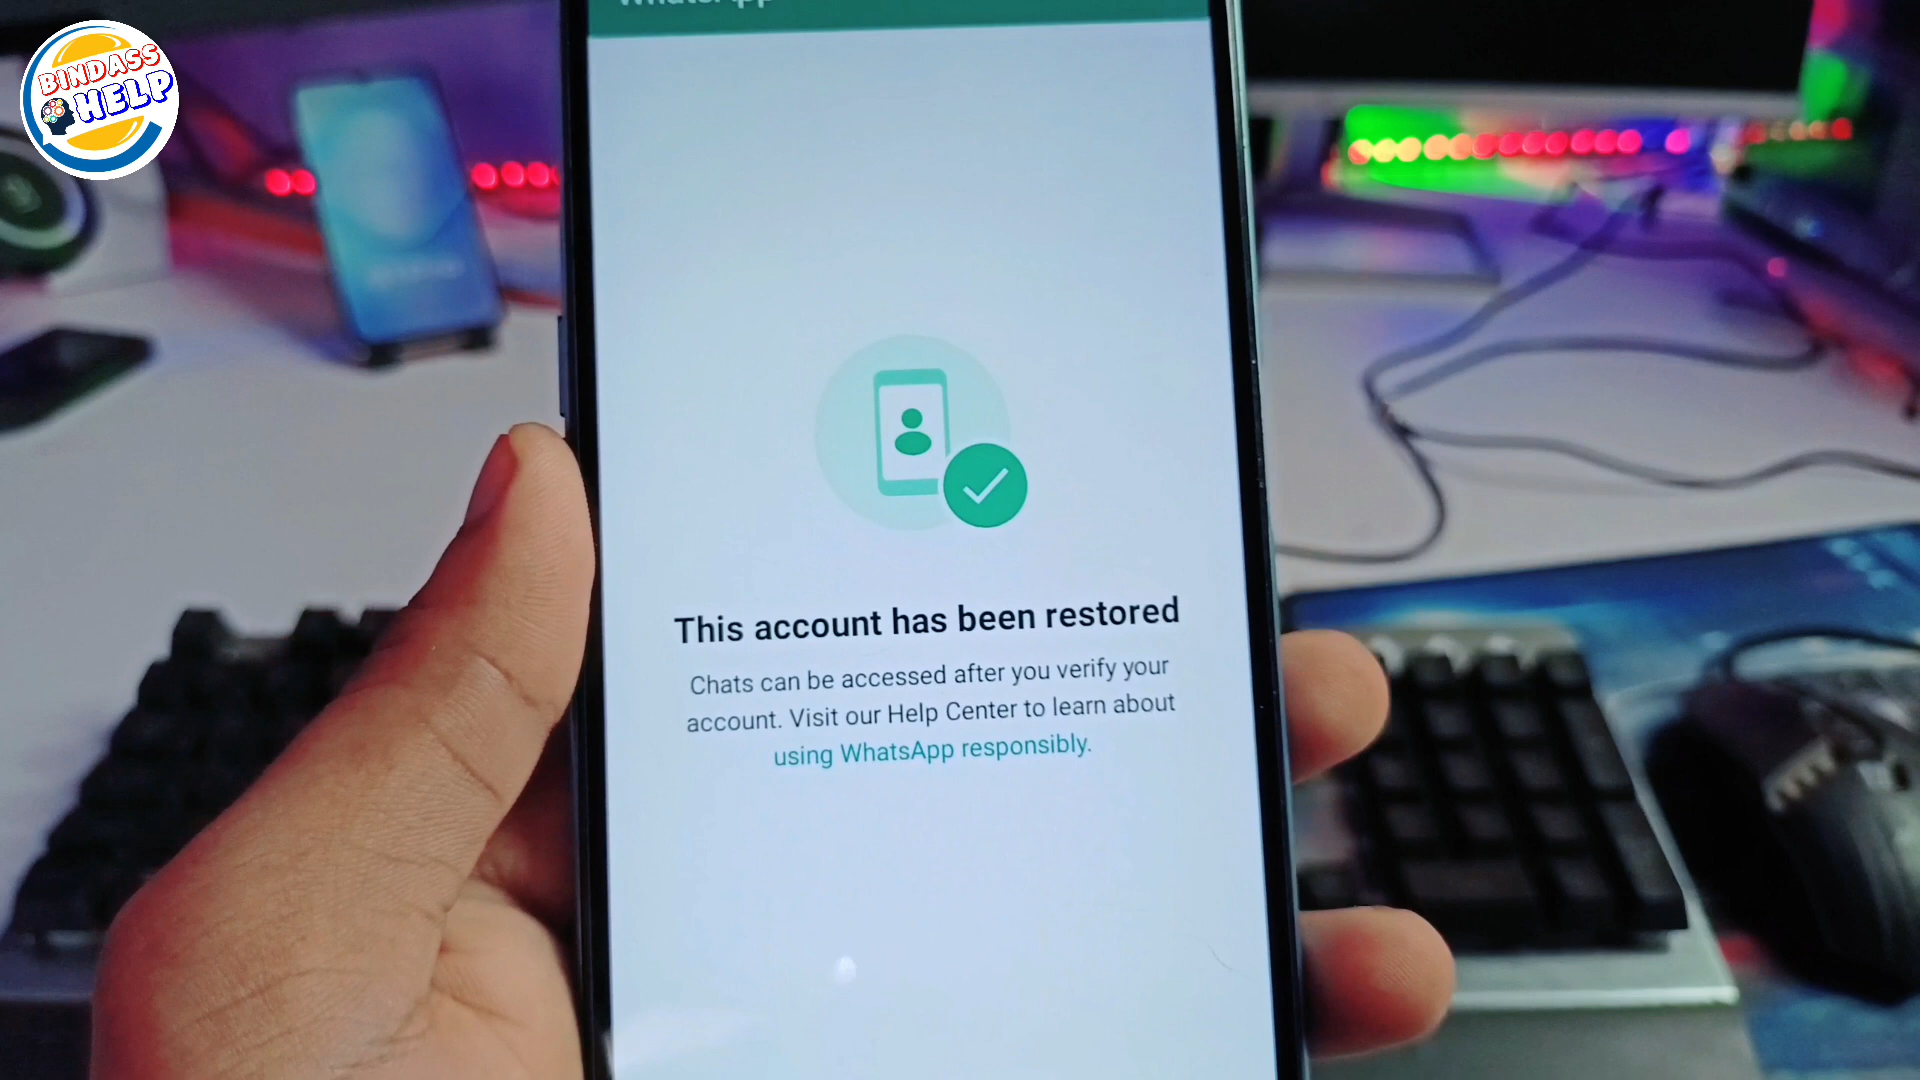 WhatsApp
BINDASS
HELP
This account has been restored
Chats can be accessed after you verify your
account. Visit our Help Center to learn about
using WhatsApp responsibly.